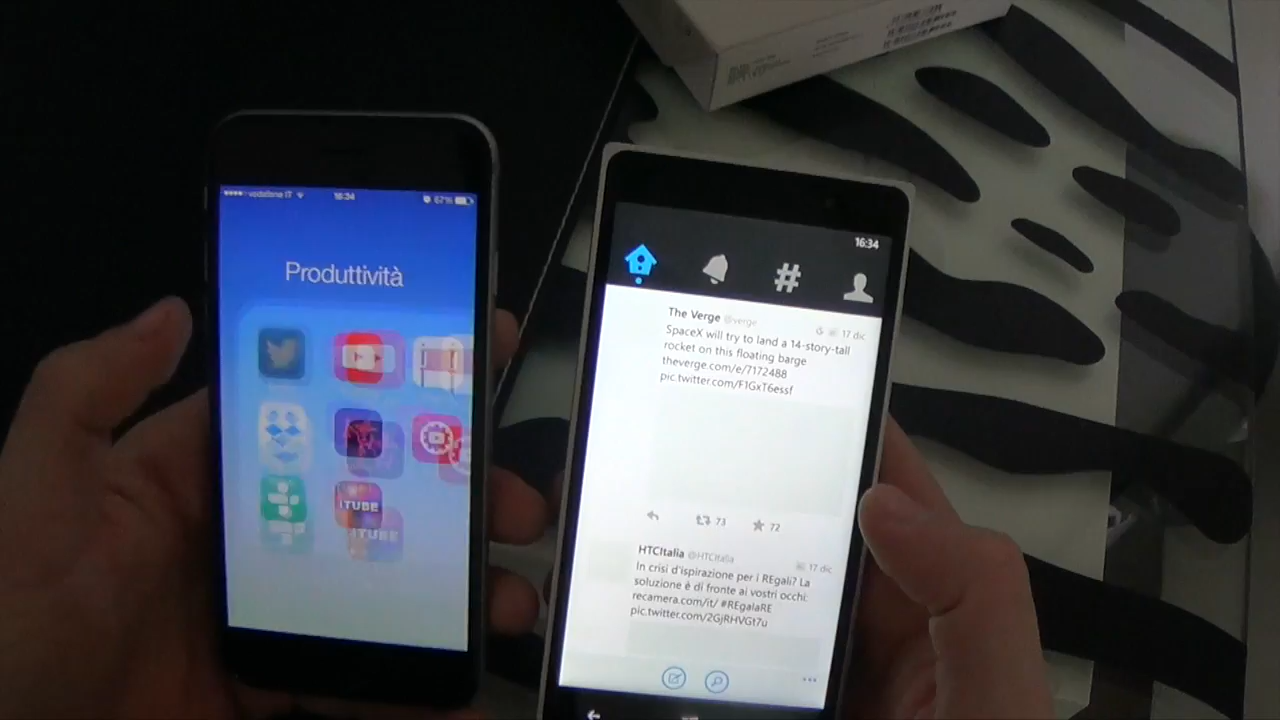 vodafone IT
16:34
67%
Produttività
ITUBE
ITUBE
16:34
#
The Verge @verge
17 dic
SpaceX will try to land a 14-story-tall
rocket on this floating barge
theverge.com/e/7172488
pic.twitter.com/F1GxT6essf
73
72
HTCItalia @HTCItalia
17 dic
In crisi d'ispirazione per i REgali? La
soluzione è di fronte ai vostri occhi:
recamera.com/it/ #REgalaRE
pic.twitter.com/2GjRHVGt7u